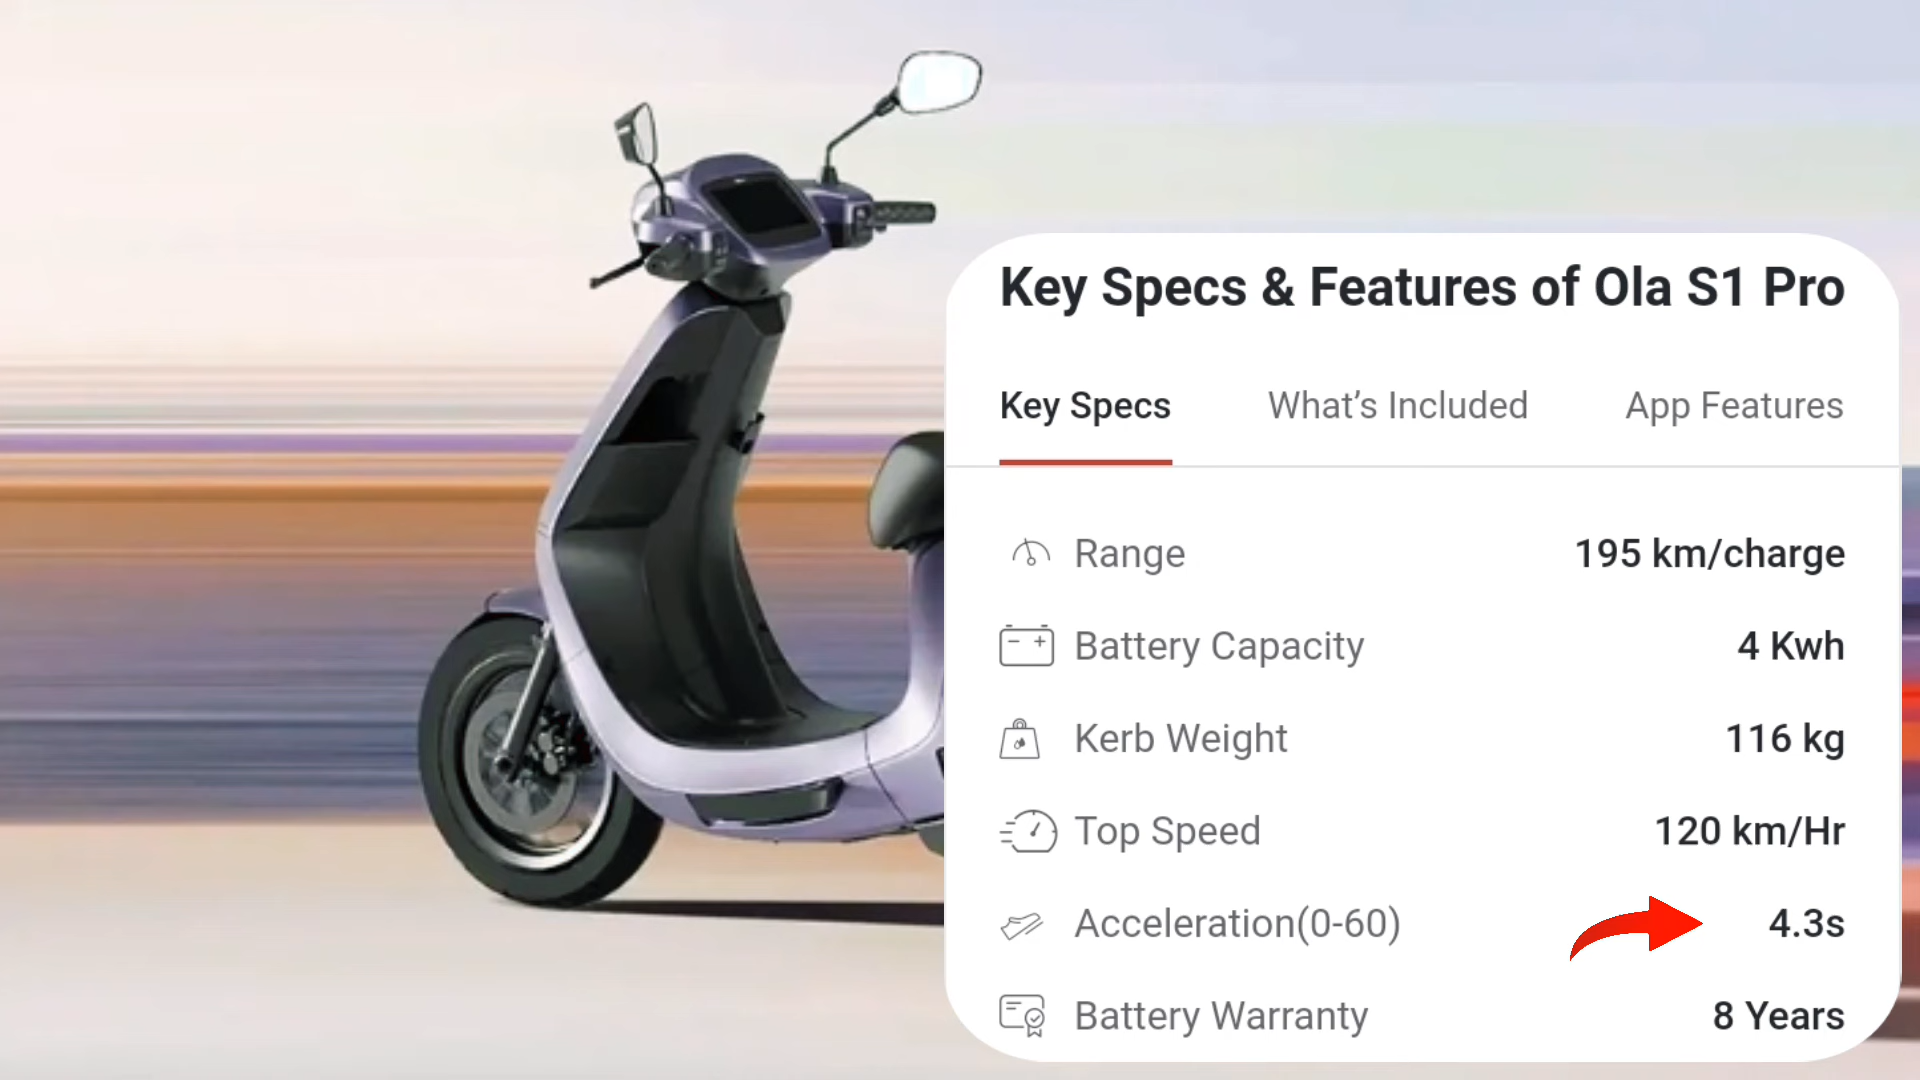 Key Specs & Features of Ola S1 Pro
Key Specs What’s Included App Features
Range 195 km/charge
Battery Capacity 4 Kwh
Kerb Weight 116 kg
Top Speed 120 km/Hr
Acceleration(0-60) 4.3s
Battery Warranty 8 Years